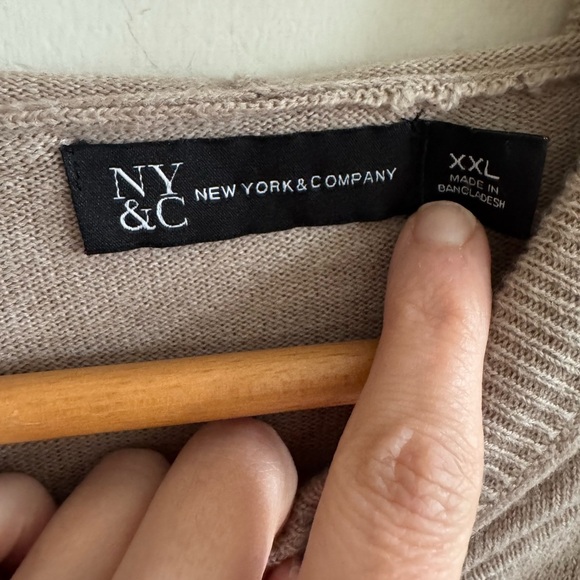 NY
&C
NEW YORK & COMPANY
XXL
MADE IN
BANGLADESH